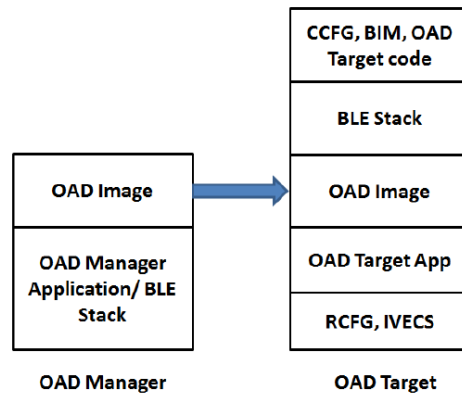 OAD Image
OAD Manager
Application/ BLE
Stack
OAD Manager
CCFG, BIM, OAD
Target code
BLE Stack
OAD Image
OAD Target App
RCFG, IVECS
OAD Target